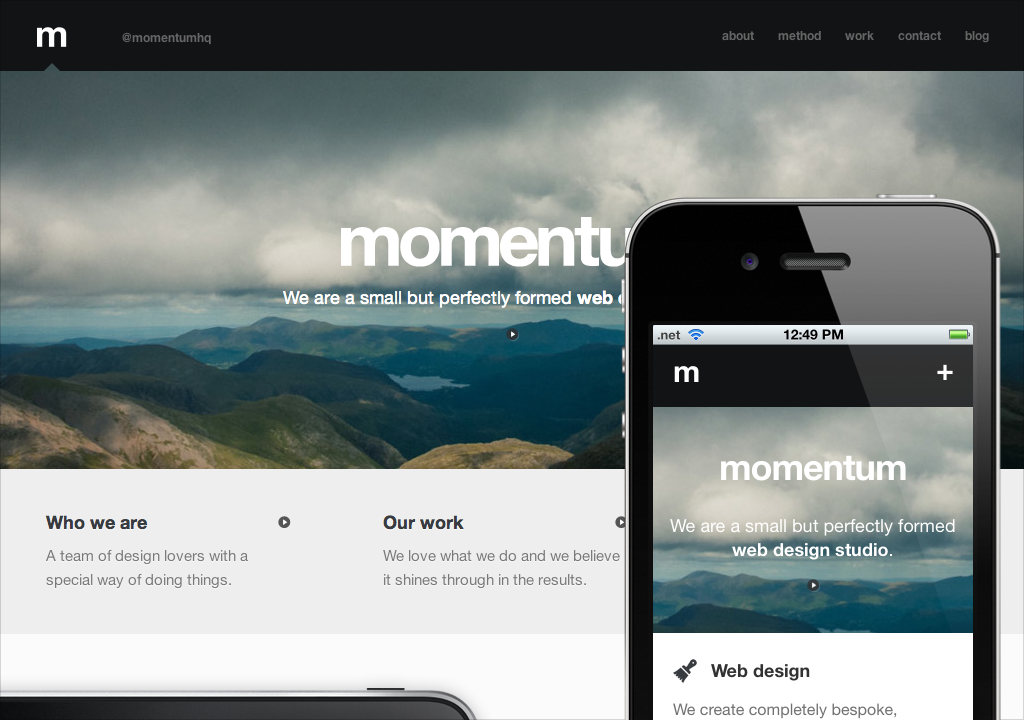 m
@momentumhq
about method work contact blog
momentu
We are a small but perfectly formed web
Who we are
A team of design lovers with a
special way of doing things.
Our work
We love what we do and we believe
it shines through in the results.
.net 12:49 PM
m +
momentum
We are a small but perfectly formed
web design studio.
Web design
We create completely bespoke,